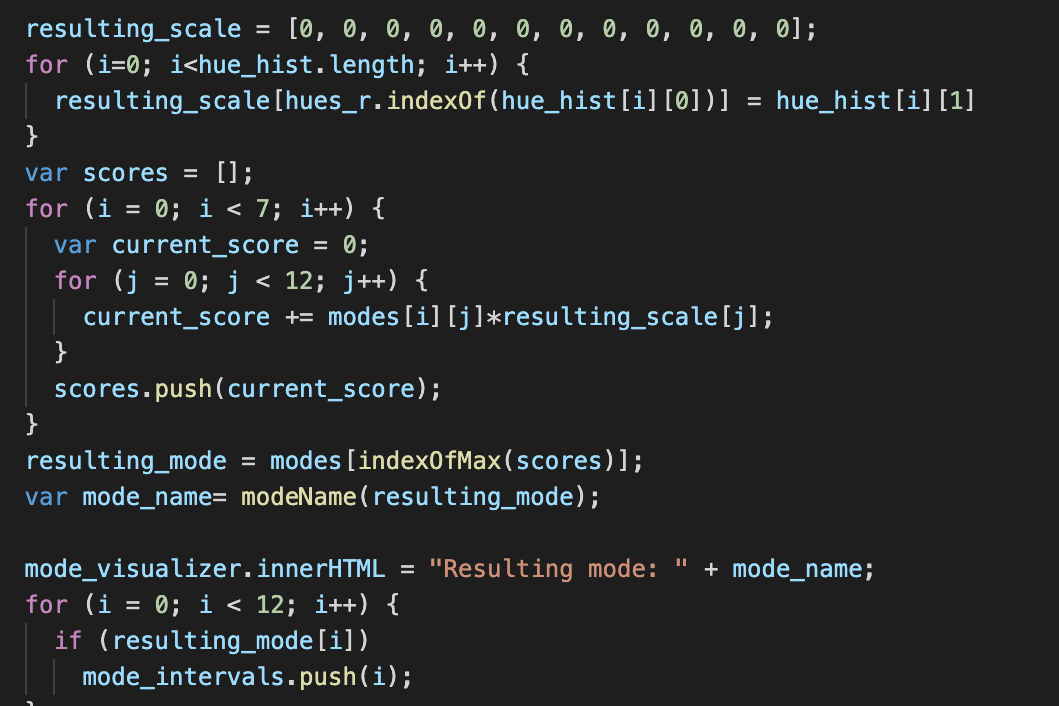 resulting_scale = [0, 0, 0, 0, 0, 0, 0, 0, 0, 0, 0, 0];
for (i=0; i<hue_hist.length; i++) {
  resulting_scale[hues_r.indexOf(hue_hist[i][0])] = hue_hist[i][1]
}
var scores = [];
for (i = 0; i < 7; i++) {
  var current_score = 0;
  for (j = 0; j < 12; j++) {
    current_score += modes[i][j]*resulting_scale[j];
  }
  scores.push(current_score);
}
resulting_mode = modes[indexOfMax(scores)];
var mode_name= modeName(resulting_mode);

mode_visualizer.innerHTML = "Resulting mode: " + mode_name;
for (i = 0; i < 12; i++) {
  if (resulting_mode[i])
    mode_intervals.push(i);
}